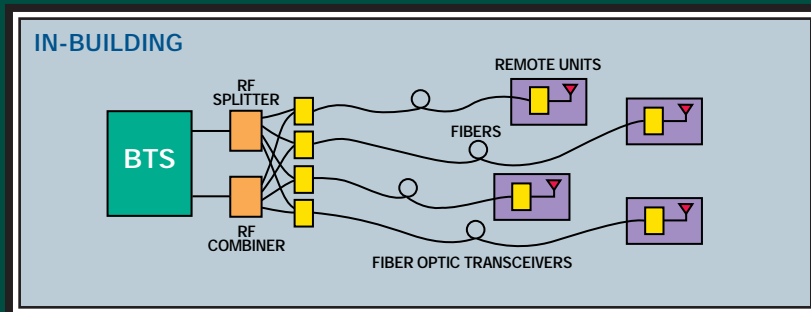 IN-BUILDING
REMOTE UNITS
RF
SPLITTER
FIBERS
BTS
RF
COMBINER
FIBER OPTIC TRANSCEIVERS